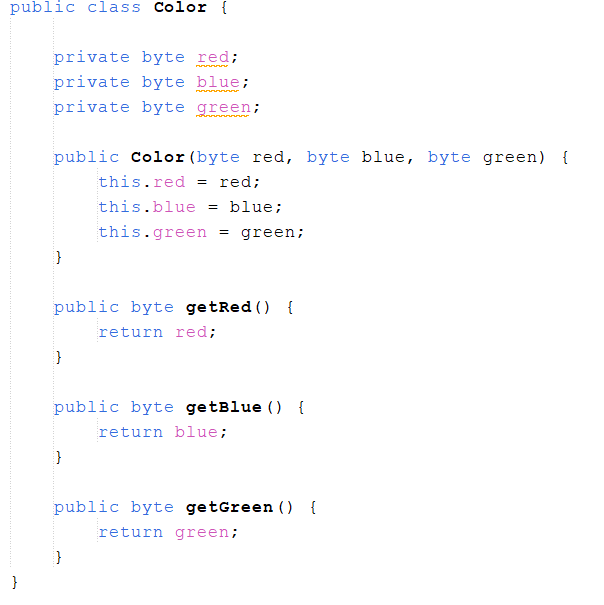 public class Color {
private byte red;
private byte blue;
private byte green;
public Color(byte red, byte blue, byte green) {
this.red = red;
this.blue = blue;
this.green = green;
}
public byte getRed() {
return red;
}
public byte getBlue() {
return blue;
}
public byte getGreen() {
return green;
}
}